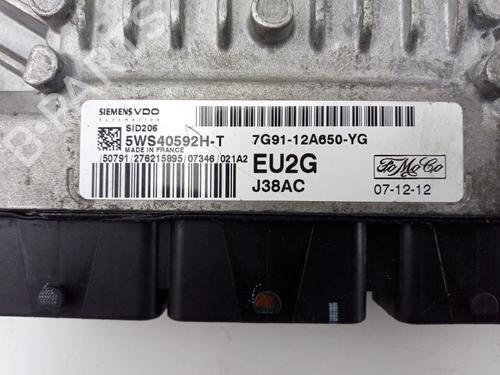 SIEMENS VDO
Automotive
SID206
5WS40592H-T
7G91-12A650-YG
MADE IN FRANCE
/50791/276215895/07346/021A2
EU2G
J38AC
FoMoCo
07-12-12